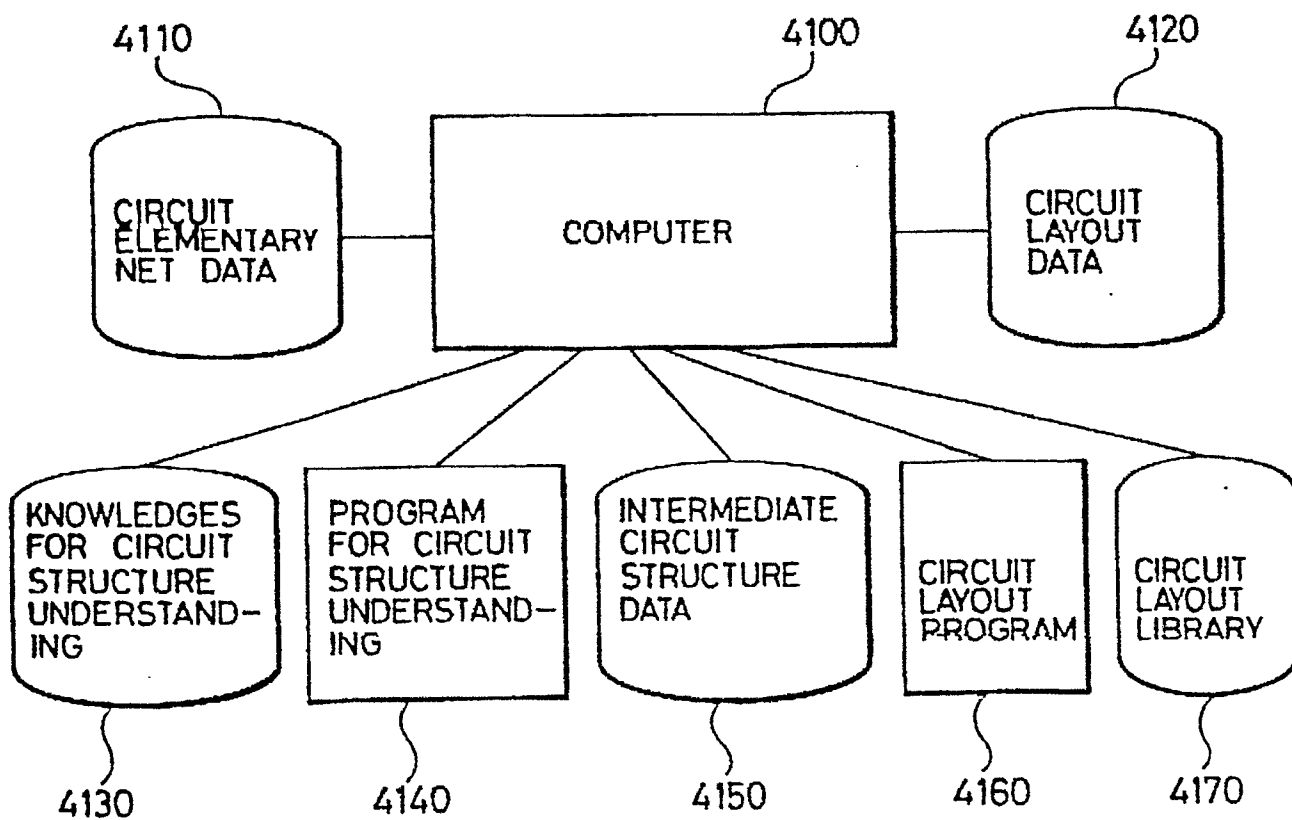 4110
4100
4120
CIRCUIT
ELEMENTARY
NET DATA
COMPUTER
CIRCUIT
LAYOUT
DATA
KNOWLEDGES
FOR CIRCUIT
STRUCTURE
UNDERSTAND-
ING
PROGRAM
FOR CIRCUIT
STRUCTURE
UNDERSTAND-
ING
INTERMEDIATE
CIRCUIT
STRUCTURE
DATA
CIRCUIT
LAYOUT
PROGRAM
CIRCUIT
LAYOUT
LIBRARY
4130
4140
4150
4160
4170